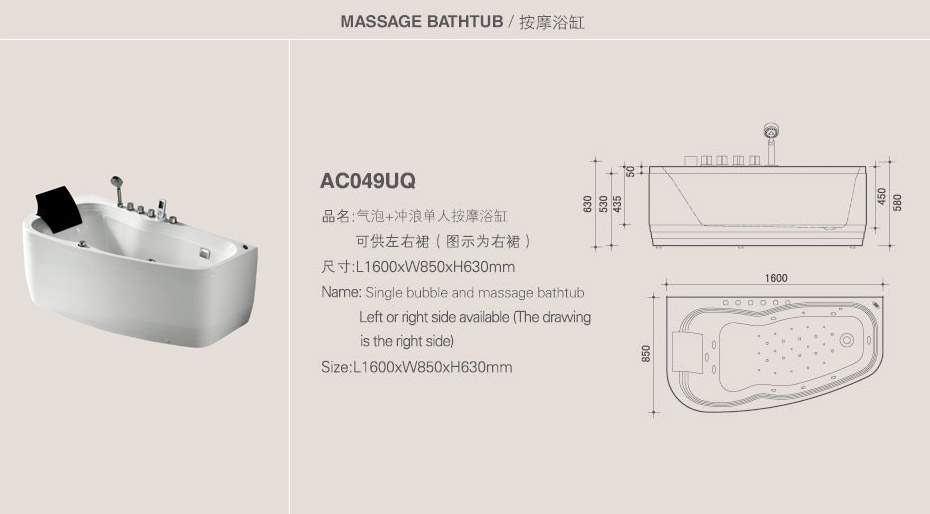 MASSAGE BATHTUB / 按摩浴缸
AC049UQ
品名:气泡+冲浪单人按摩浴缸
可供左右裙（图示为右裙）
尺寸:L1600xW850xH630mm
Name: Single bubble and massage bathtub
Left or right side available (The drawing
is the right side)
Size:L1600xW850xH630mm
630
530
435
50
450
580
1600
850